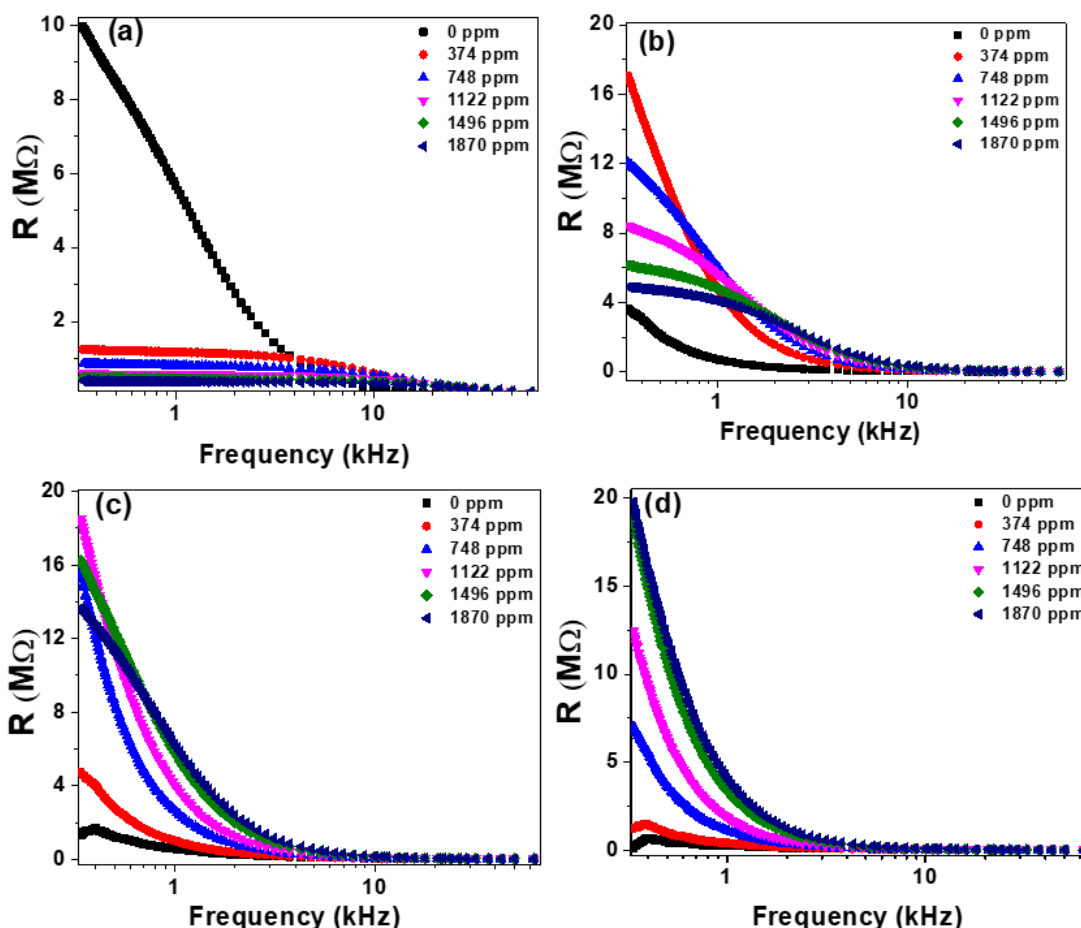 (a)
10
8
6
4
2
R (MΩ)
1
10
Frequency (kHz)
0 ppm
374 ppm
748 ppm
1122 ppm
1496 ppm
1870 ppm
(b)
20
16
12
8
4
0
R (MΩ)
1
10
Frequency (kHz)
0 ppm
374 ppm
748 ppm
1122 ppm
1496 ppm
1870 ppm
(c)
20
16
12
8
4
0
R (MΩ)
1
10
Frequency (kHz)
0 ppm
374 ppm
748 ppm
1122 ppm
1496 ppm
1870 ppm
(d)
20
15
10
5
0
R (MΩ)
1
10
Frequency (kHz)
0 ppm
374 ppm
748 ppm
1122 ppm
1496 ppm
1870 ppm